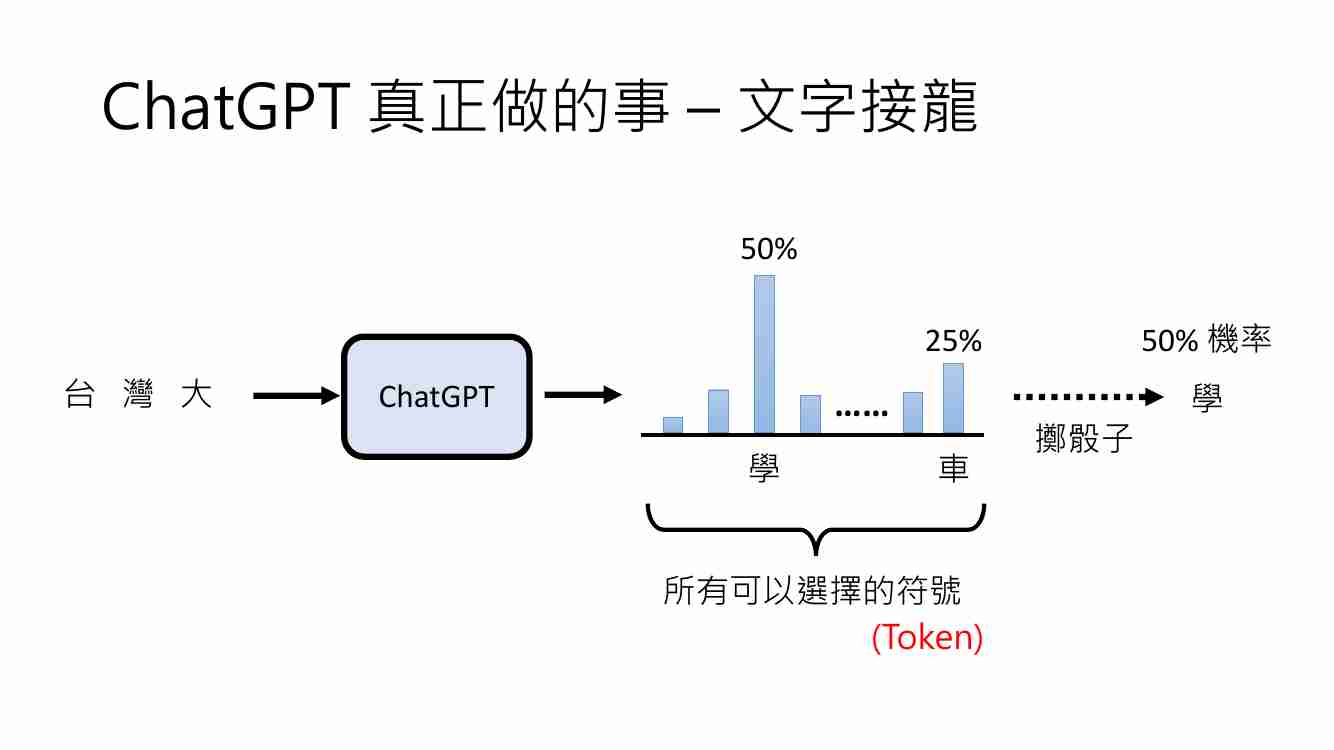 ChatGPT 真正做的事 – 文字接龍
50%
25%
50% 機率
台 灣 大
ChatGPT
......
學
擲骰子
學
車
所有可以選擇的符號
(Token)